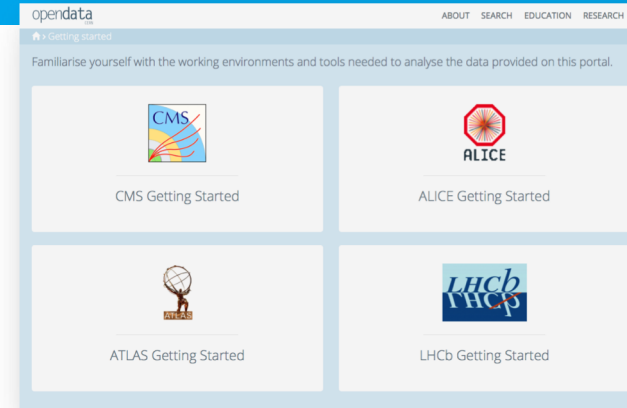 opendata
ABOUT SEARCH EDUCATION RESEARCH
› Getting started
Familiarise yourself with the working environments and tools needed to analyse the data provided on this portal.
CMS
ALICE
CMS Getting Started
ALICE Getting Started
ATLAS
LHCb
LHCb
ATLAS Getting Started
LHCb Getting Started